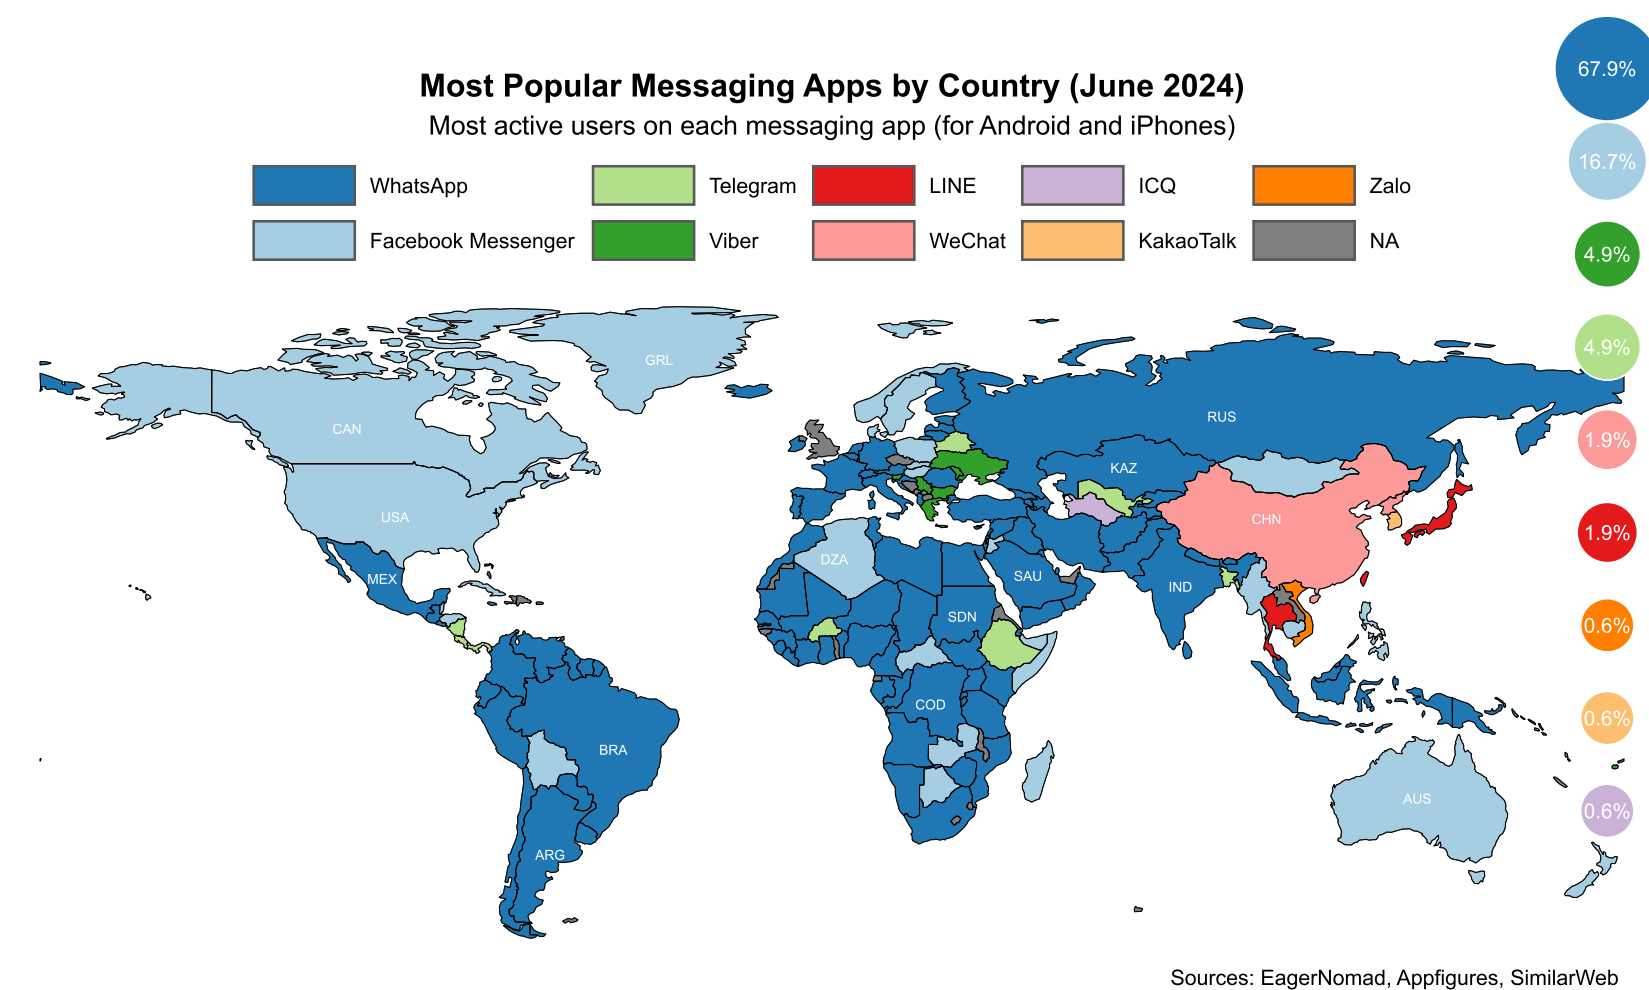 Most Popular Messaging Apps by Country (June 2024)
Most active users on each messaging app (for Android and iPhones)
WhatsApp
Telegram
LINE
ICQ
Zalo
Facebook Messenger
Viber
WeChat
KakaoTalk
NA
67.9%
16.7%
4.9%
4.9%
1.9%
1.9%
0.6%
0.6%
0.6%
GRL
CAN
RUS
KAZ
USA
CHN
DZA
MEX
SAU
IND
SDN
COD
BRA
AUS
ARG
Sources: EagerNomad, Appfigures, SimilarWeb